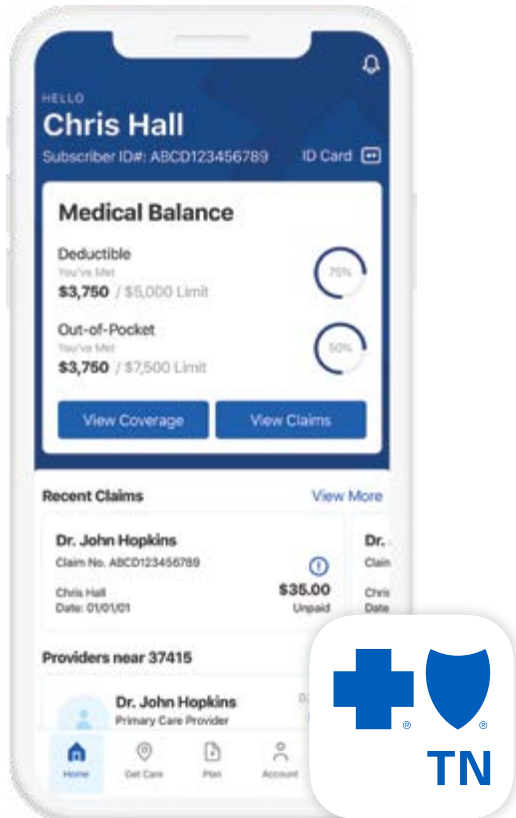 HELLO
Chris Hall
Subscriber ID#: ABCD123456789 ID Card
Medical Balance
Deductible
You've Met
$3,750 / $5,000 Limit
75%
Out-of-Pocket
You've Met
$3,750 / $7,500 Limit
50%
View Coverage View Claims
Recent Claims View More
Dr. John Hopkins
Claim No. ABCD123456789
Chris Hall
Date: 01/01/01
$35.00
Unpaid
Dr.
Claim
Chris
Date
Providers near 37415
Dr. John Hopkins
Primary Care Provider
Home Get Care Plan Account
® ®
TN